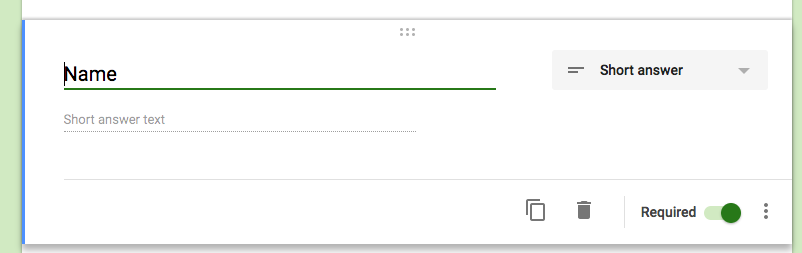 Name
Short answer
Short answer text
Required